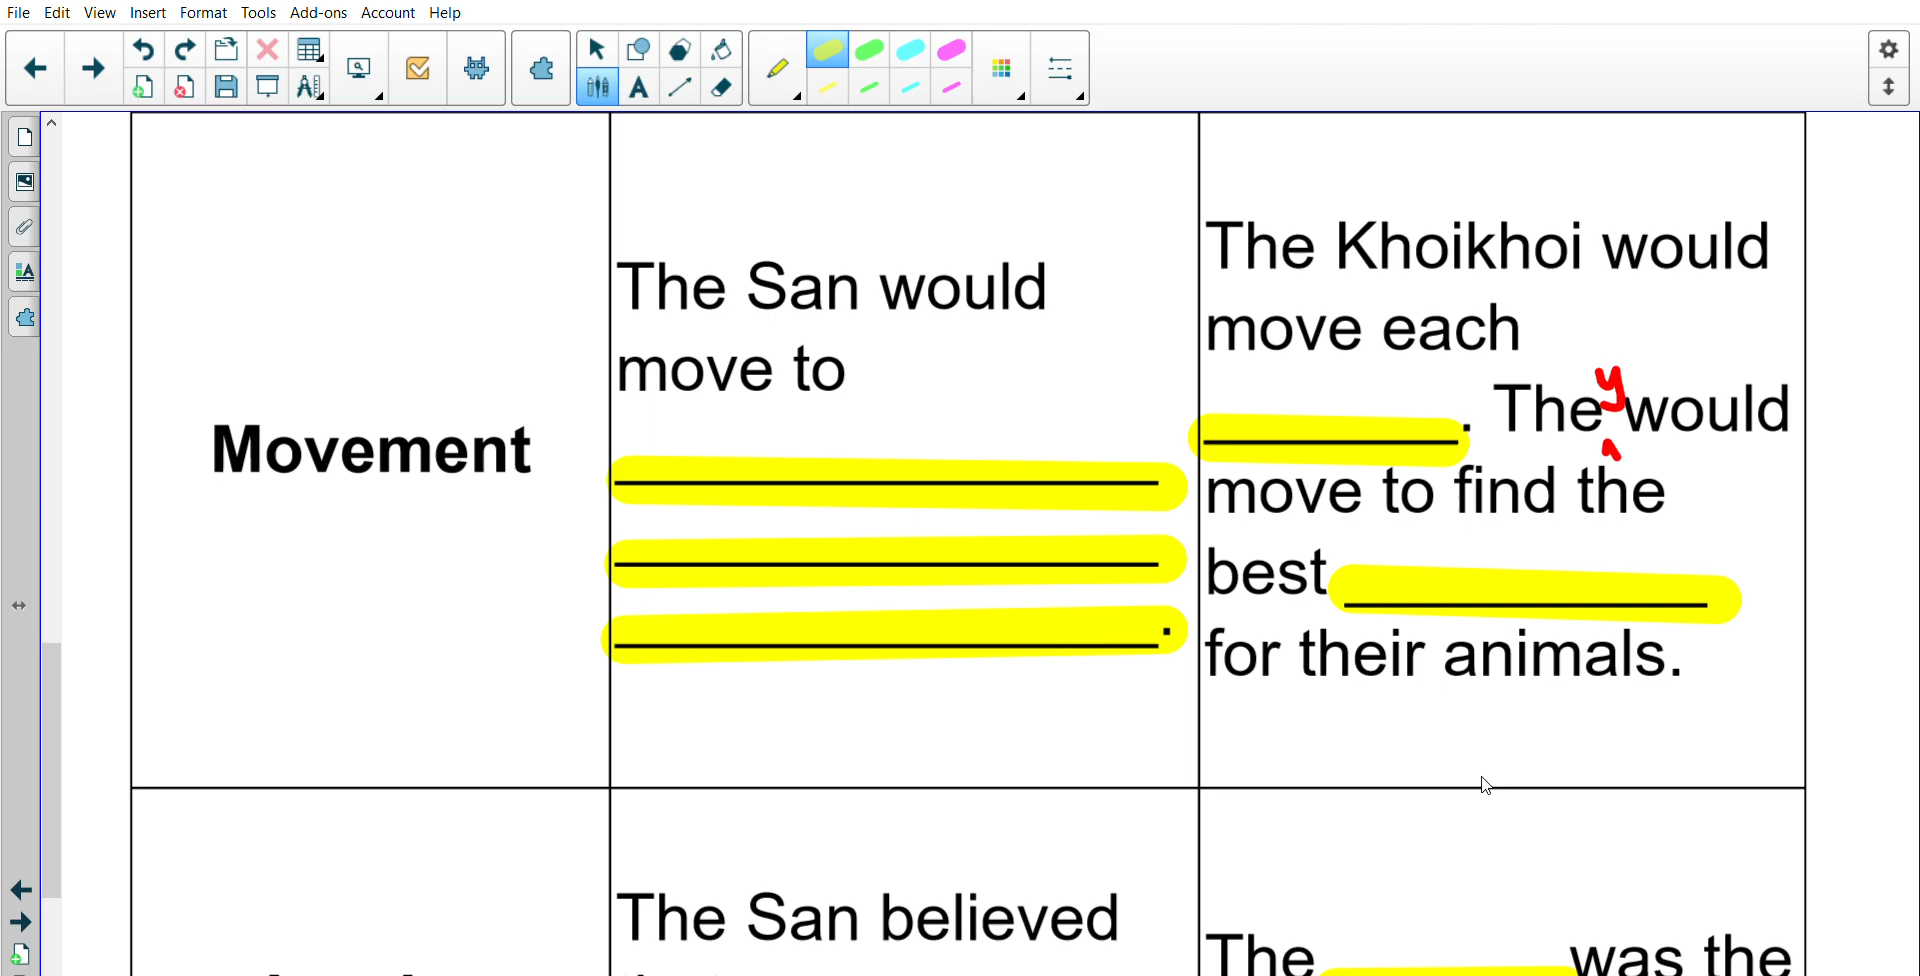 File Edit View Insert Format Tools Add-ons Account Help
Movement
The San would
move to
.
The Khoikhoi would
move each
. They would
move to find the
best
for their animals.
The San believed
The was the